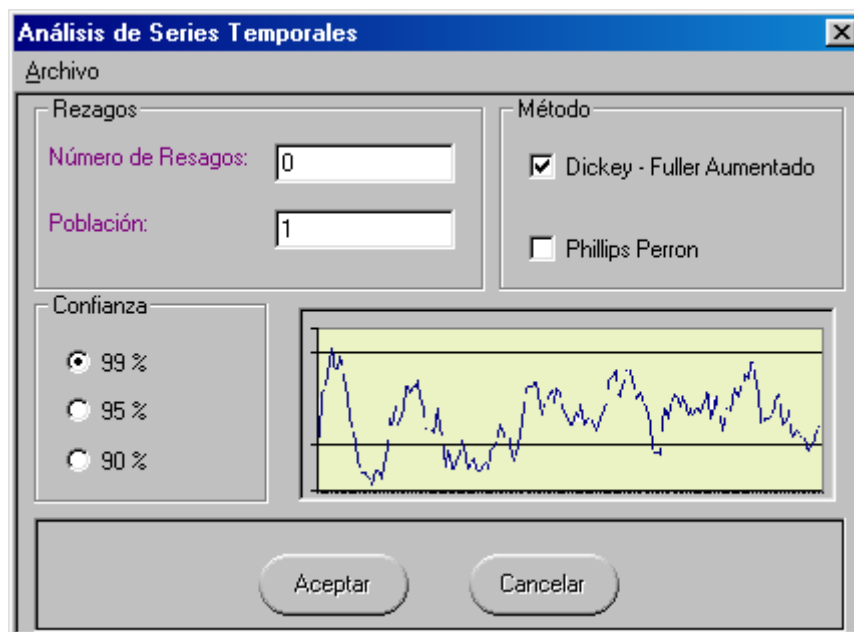 Análisis de Series Temporales
Archivo
Rezagos
Número de Resagos:
0
Población:
1
Método
Dickey - Fuller Aumentado
Phillips Perron
Confianza
99 %
95 %
90 %
Aceptar
Cancelar